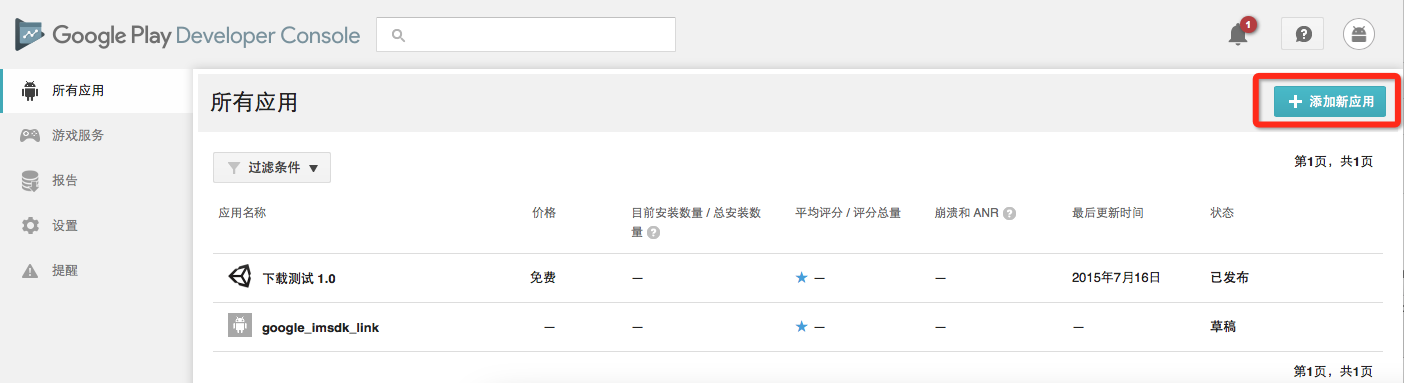 Google Play Developer Console
1
所有应用
游戏服务
报告
设置
提醒
所有应用
添加新应用
过滤条件
第1页，共1页
应用名称
价格
目前安装数量 / 总安装数
量
平均评分 / 评分总量
崩溃和 ANR
最后更新时间
状态
下载测试 1.0
免费
—
—
—
2015年7月16日
已发布
google_imsdk_link
—
—
—
—
—
草稿
第1页，共1页